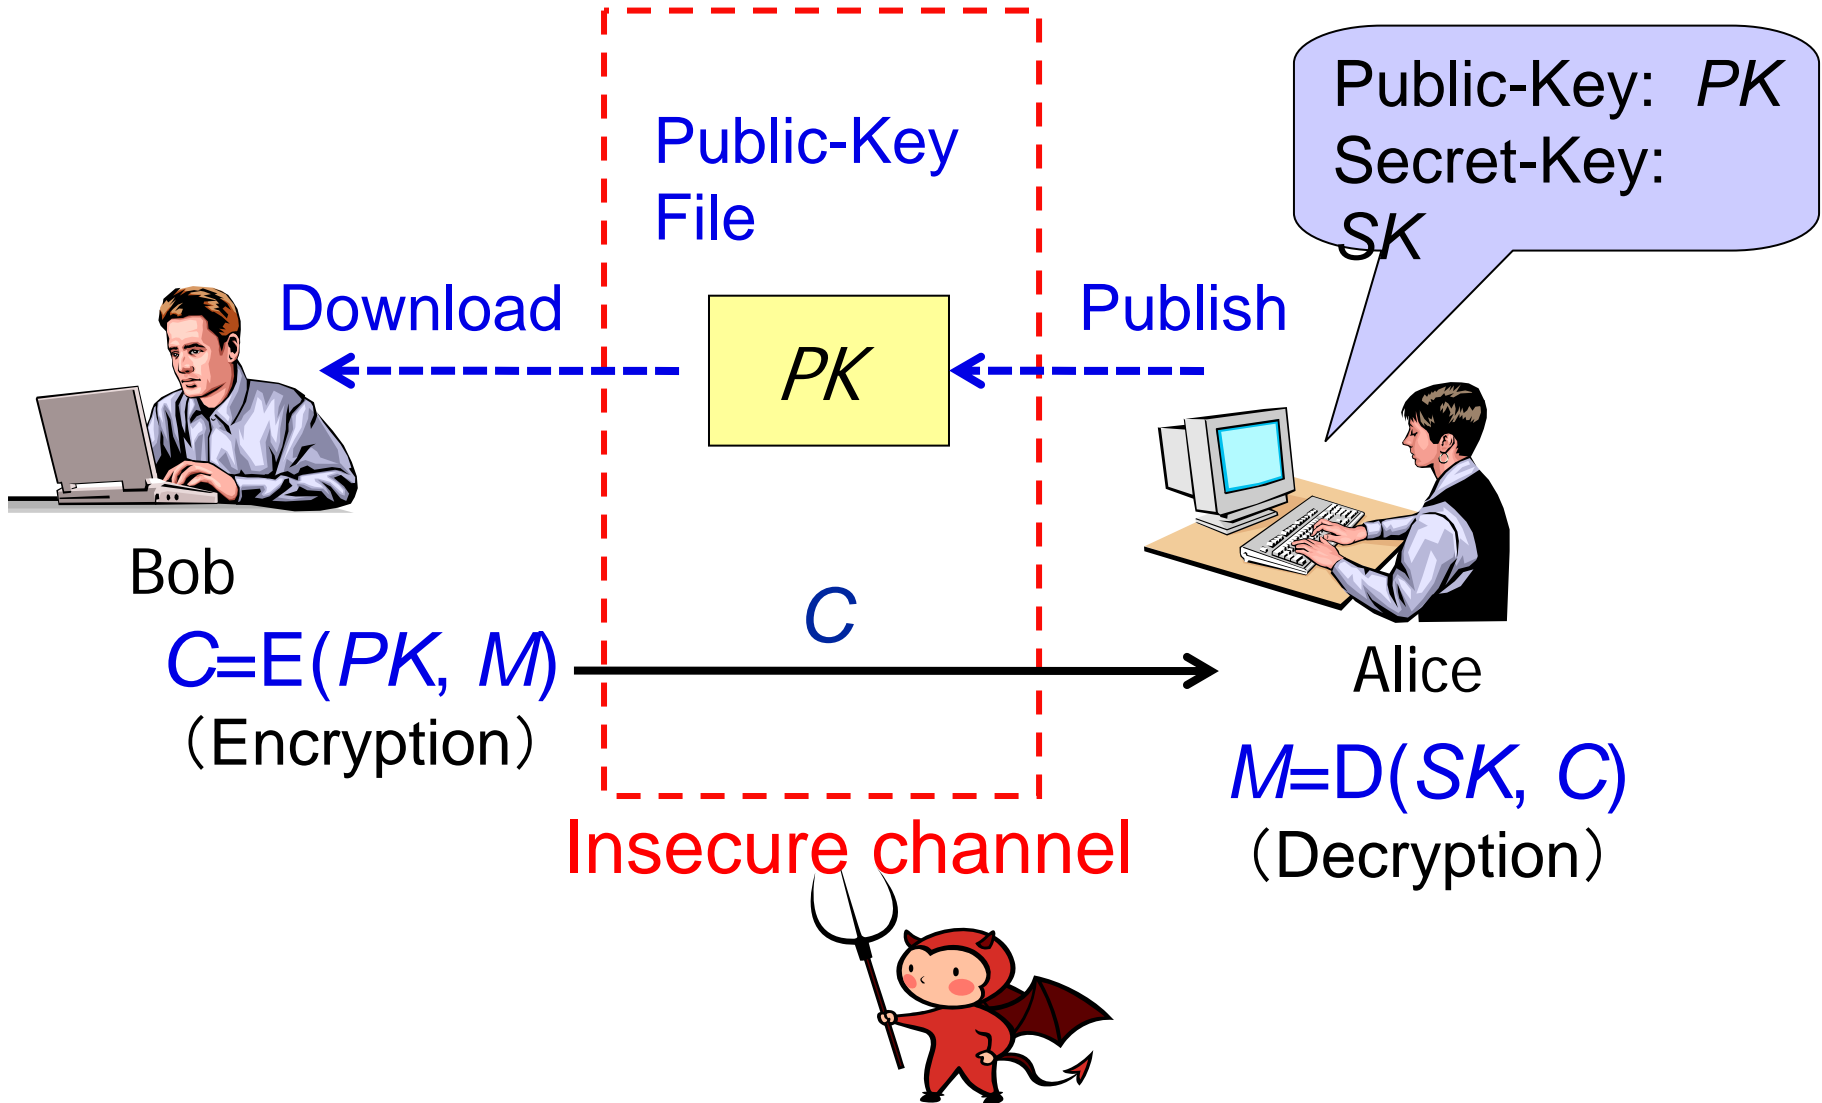 Public-Key: PK
Secret-Key:
SK
Public-Key
File
Download
Publish
PK
Bob
C
C=E(PK, M)
（Encryption）
Alice
M=D(SK, C)
（Decryption）
Insecure channel